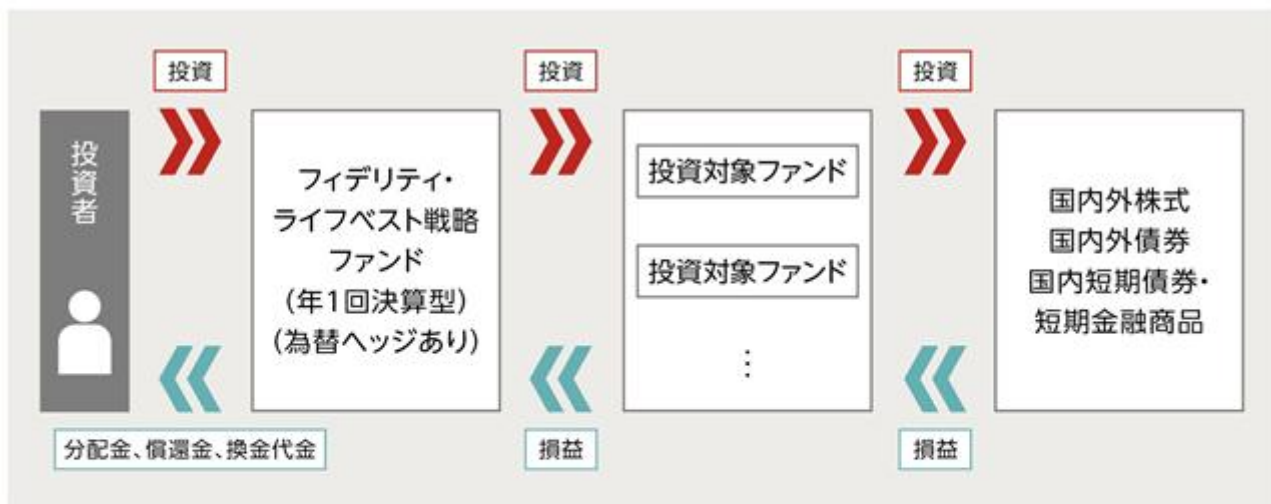 投資
投資
投資
投資者
フィデリティ・
ライフベスト戦略
ファンド
(年1回決算型)
(為替ヘッジあり)
投資対象ファンド
投資対象ファンド
⋮
国内外株式
国内外債券
国内短期債券・
短期金融商品
分配金、償還金、換金代金
損益
損益